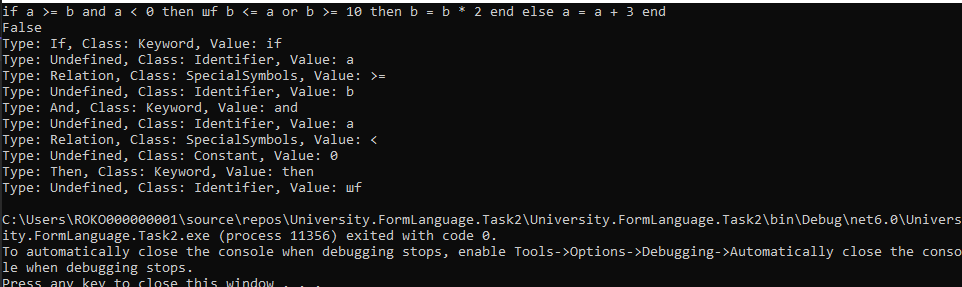 if a >= b and a < 0 then шf b <= a or b >= 10 then b = b * 2 end else a = a + 3 end
False
Type: If, Class: Keyword, Value: if
Type: Undefined, Class: Identifier, Value: a
Type: Relation, Class: SpecialSymbols, Value: >=
Type: Undefined, Class: Identifier, Value: b
Type: And, Class: Keyword, Value: and
Type: Undefined, Class: Identifier, Value: a
Type: Relation, Class: SpecialSymbols, Value: <
Type: Undefined, Class: Constant, Value: 0
Type: Then, Class: Keyword, Value: then
Type: Undefined, Class: Identifier, Value: шf
C:\Users\ROKO000000001\source\repos\University.FormLanguage.Task2\University.FormLanguage.Task2\bin\Debug\net6.0\Univers
ity.FormLanguage.Task2.exe (process 11356) exited with code 0.
To automatically close the console when debugging stops, enable Tools->Options->Debugging->Automatically close the conso
le when debugging stops.
Press any key to close this window . . .